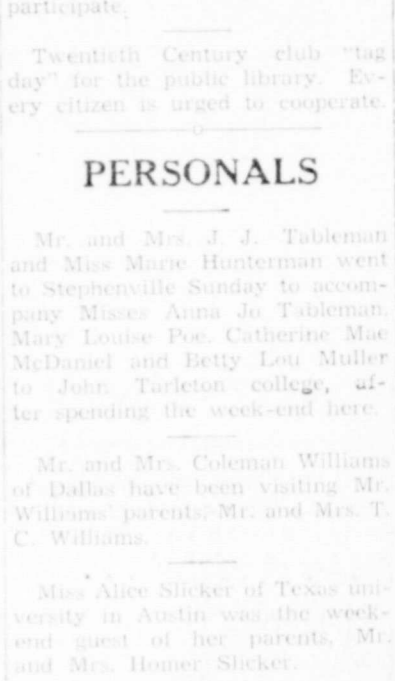 participate.
Twentieth Century club "tag
day" for the public library. Ev-
ery citizen is urged to cooperate.
PERSONALS
Mr. and Mrs. J. J. Tableman
and Miss Marie Hunterman went
to Stephenville Sunday to accom-
pany Misses Anna Jo Tableman,
Mary Louise Poe, Catherine Mae
McDaniel and Betty Lou Muller
to John Tarleton college, af-
ter spending the week-end here.
Mr. and Mrs. Coleman Williams
of Dallas have been visiting Mr.
Williams' parents, Mr. and Mrs. T.
C. Williams.
Miss Alice Slicker of Texas uni-
versity in Austin was the week-
end guest of her parents, Mr.
and Mrs. Homer Slicker.